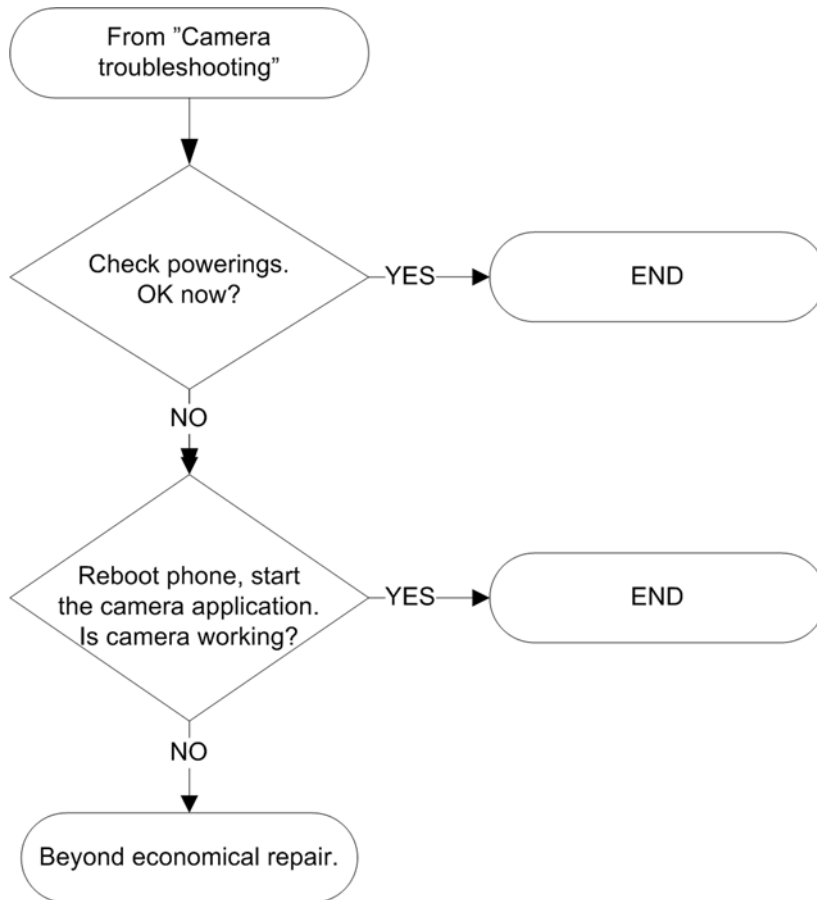 From ”Camera
troubleshooting”
Check powerings.
OK now?
YES
END
NO
Reboot phone, start
the camera application.
Is camera working?
YES
END
NO
Beyond economical repair.